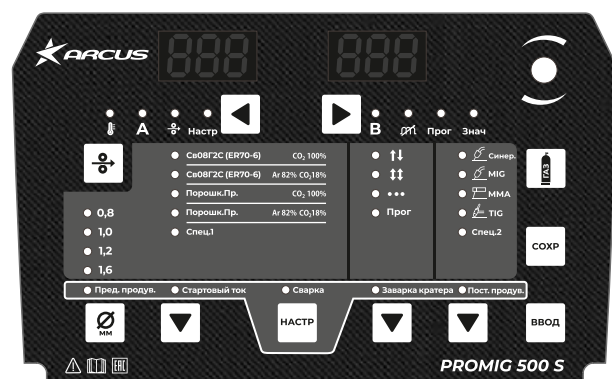 ARCUS
888 888
A Настр B Прог Знач
Св08Г2С (ER70-6) CO₂ 100%
Св08Г2С (ER70-6) Ar 82% CO₂18%
Порошк.Пр. CO₂ 100%
Порошк.Пр. Ar 82% CO₂18%
Спец.1
Прог
Синер.
MIG
MMA
TIG
Спец.2
ГАЗ
0,8
1,0
1,2
1,6
СОХР
Пред. продув. Стартовый ток Сварка Заварка кратера Пост. продув.
ММ НАСТР ВВОД
EAC PROMIG 500 S